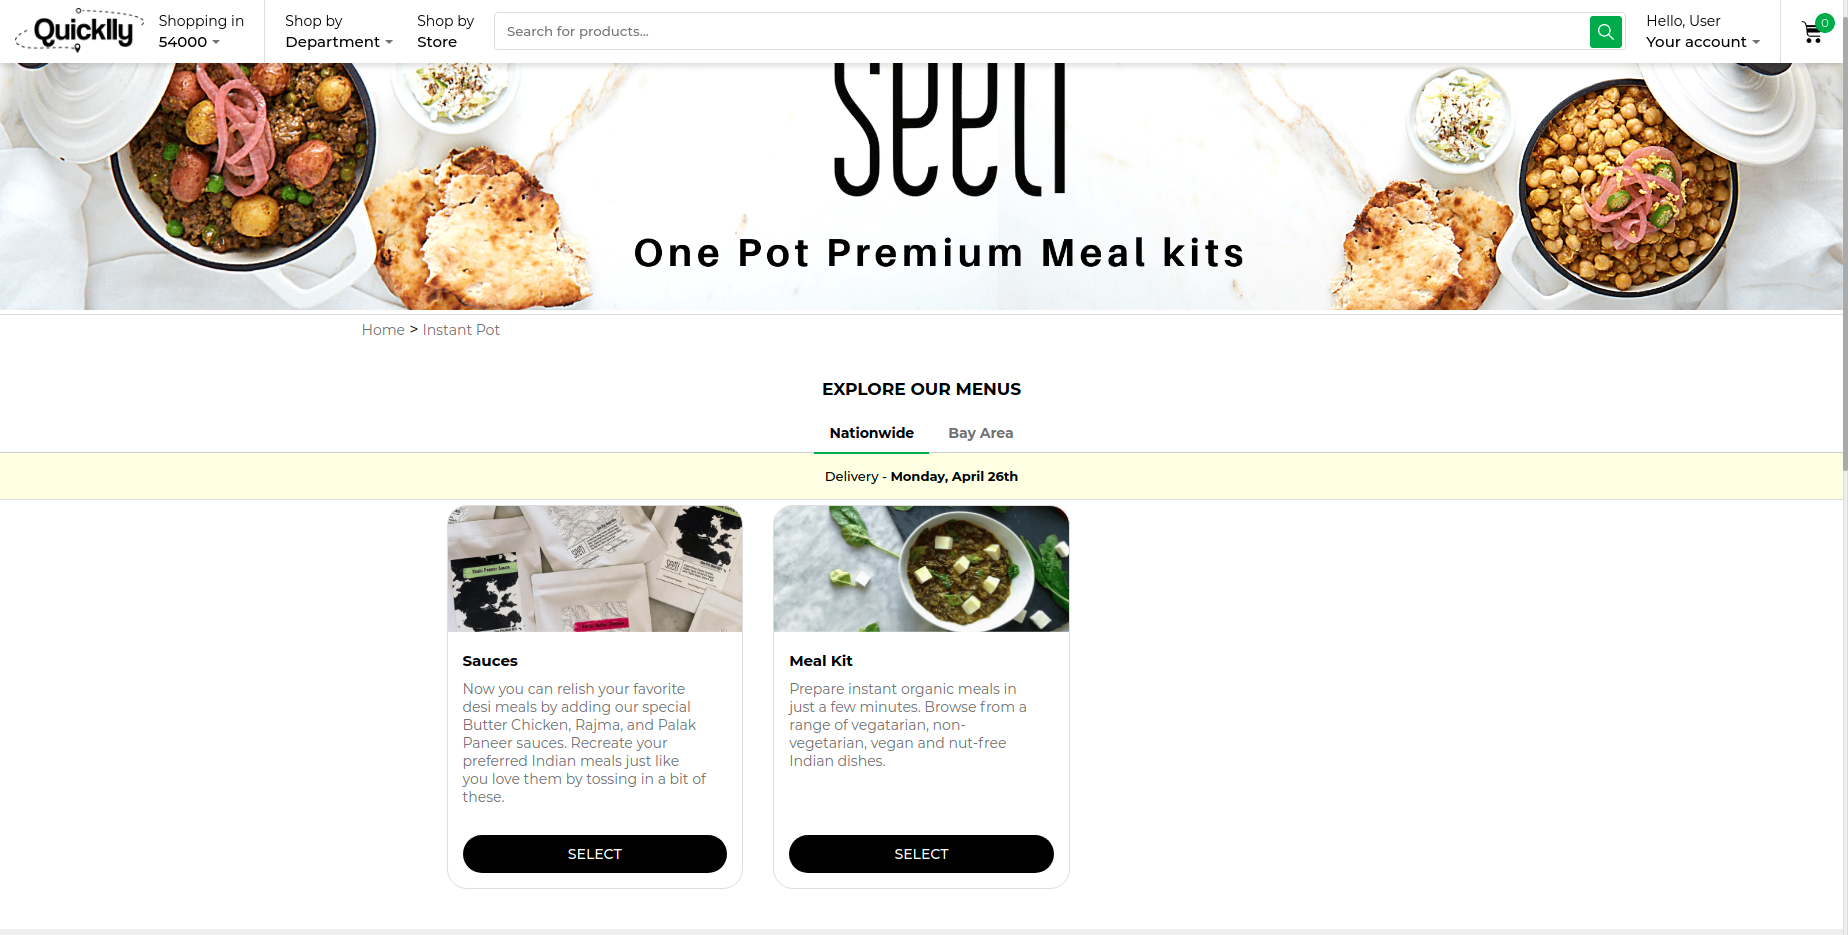 Quicklly
Shopping in
54000
Shop by
Department
Shop by
Store
Search for products...
Hello, User
Your account
0
seeti
One Pot Premium Meal kits
Home > Instant Pot
EXPLORE OUR MENUS
Nationwide
Bay Area
Delivery - Monday, April 26th
Sauces
Now you can relish your favorite
desi meals by adding our special
Butter Chicken, Rajma, and Palak
Paneer sauces. Recreate your
preferred Indian meals just like
you love them by tossing in a bit of
these.
SELECT
Meal Kit
Prepare instant organic meals in
just a few minutes. Browse from a
range of vegatarian, non-
vegetarian, vegan and nut-free
Indian dishes.
SELECT